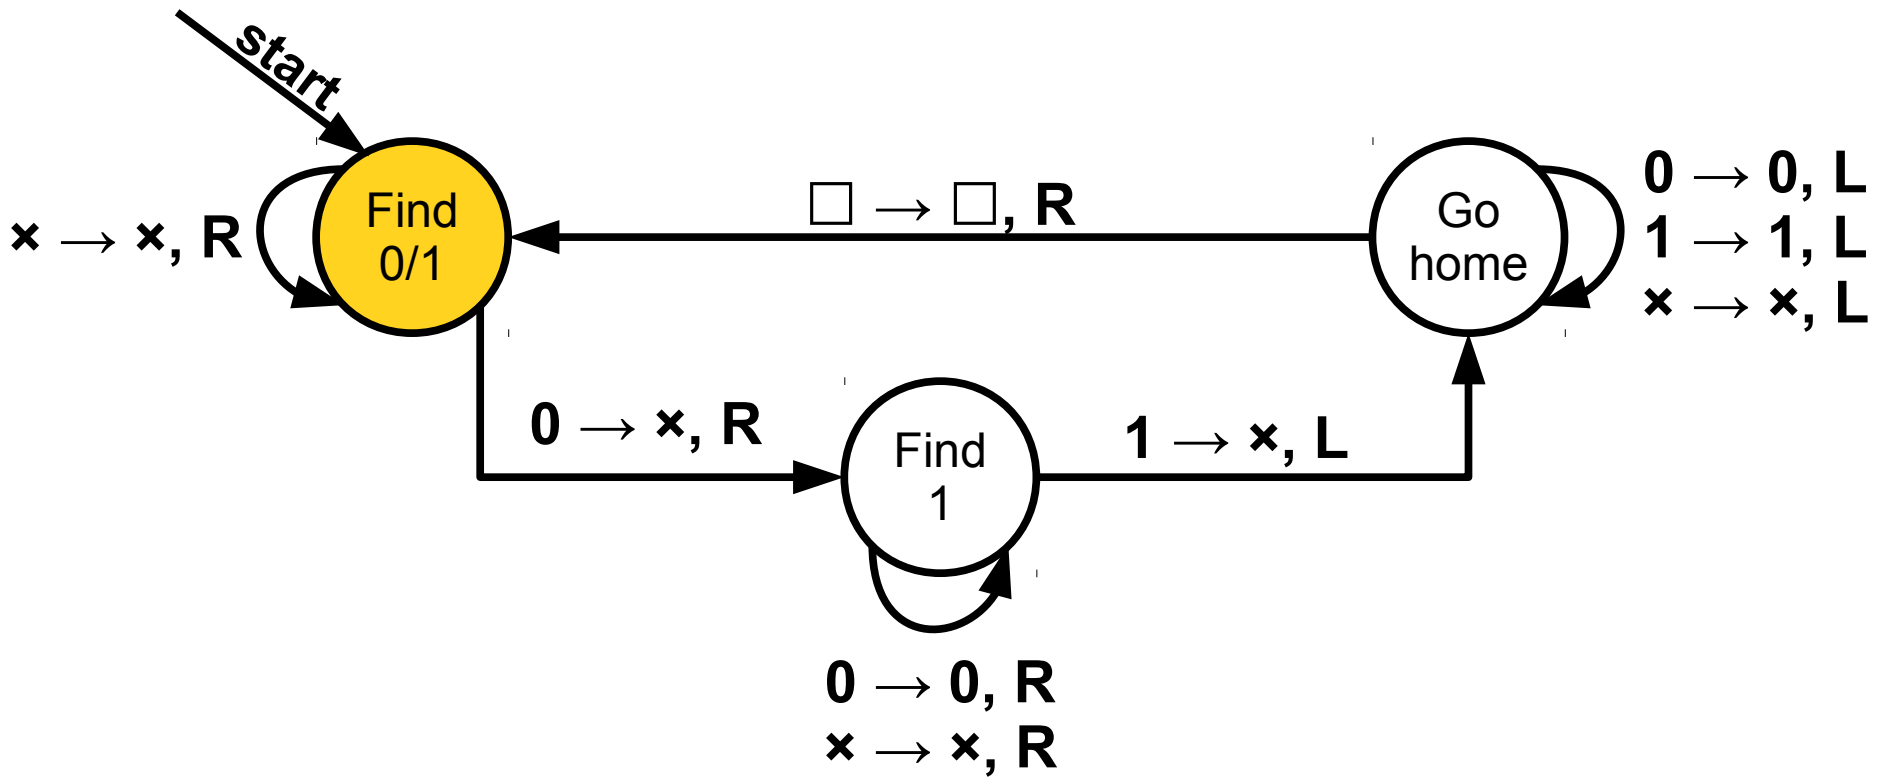 start
Find
0/1
× → ×, R
□ → □, R
Go
home
0 → 0, L
1 → 1, L
× → ×, L
0 → ×, R
Find
1
1 → ×, L
0 → 0, R
× → ×, R